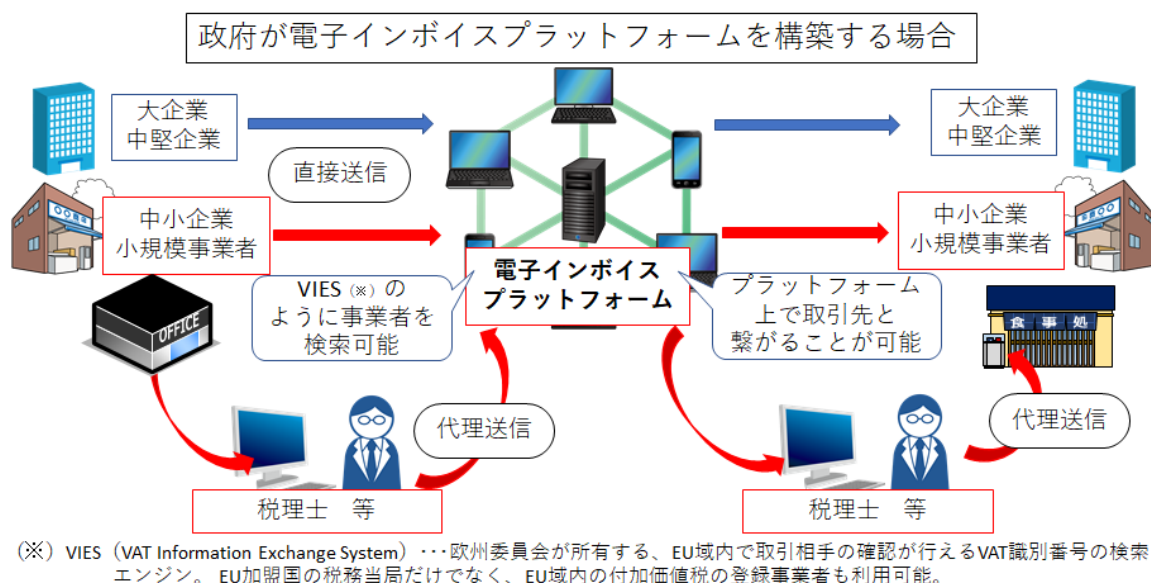 政府が電子インボイスプラットフォームを構築する場合
大企業
中堅企業
直接送信
大企業
中堅企業
中小企業
小規模事業者
中小企業
小規模事業者
電子インボイス
プラットフォーム
VIES（※）の
ように事業者を
検索可能
プラットフォーム
上で取引先と
繋がることが可能
OFFICE
食事処
代理送信
代理送信
税理士　等
税理士　等
（※）VIES（VAT Information Exchange System）･･･欧州委員会が所有する、EU域内で取引相手の確認が行えるVAT識別番号の検索
エンジン。 EU加盟国の税務当局だけでなく、EU域内の付加価値税の登録事業者も利用可能。